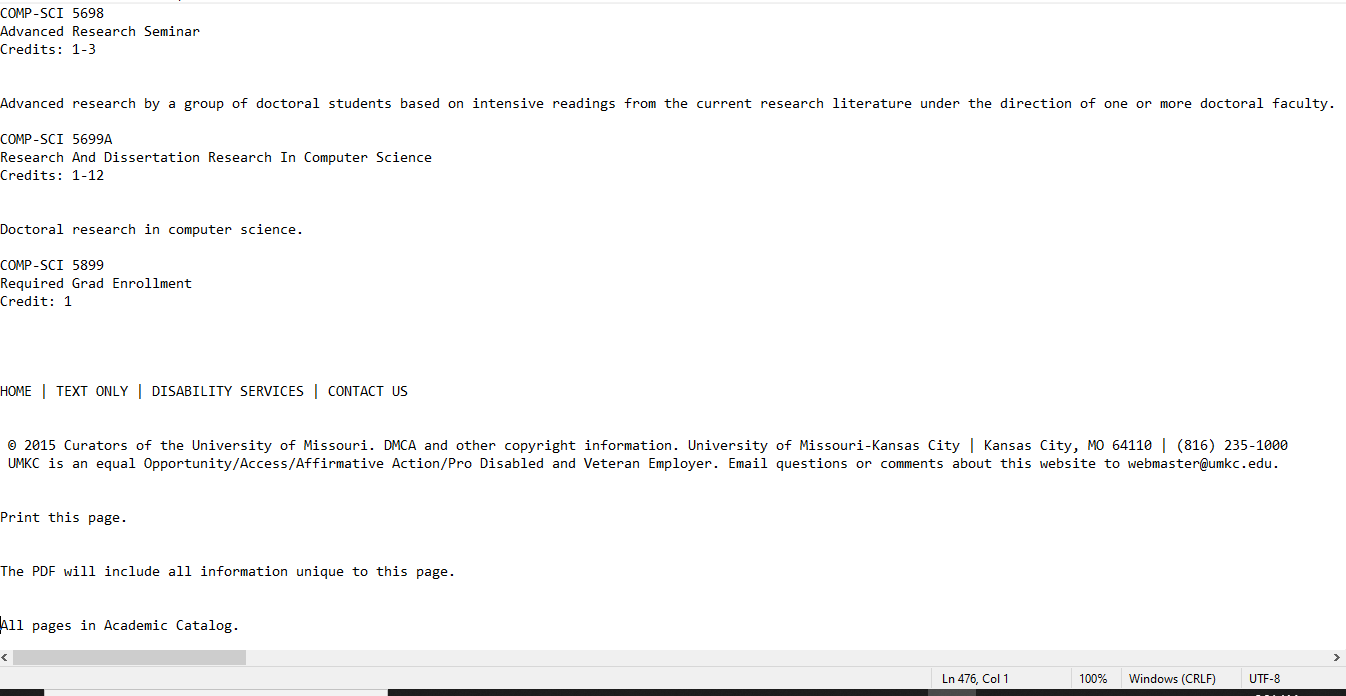 COMP-SCI 5698
Advanced Research Seminar
Credits: 1-3
Advanced research by a group of doctoral students based on intensive readings from the current research literature under the direction of one or more doctoral faculty.
COMP-SCI 5699A
Research And Dissertation Research In Computer Science
Credits: 1-12
Doctoral research in computer science.
COMP-SCI 5899
Required Grad Enrollment
Credit: 1
HOME | TEXT ONLY | DISABILITY SERVICES | CONTACT US
© 2015 Curators of the University of Missouri. DMCA and other copyright information. University of Missouri-Kansas City | Kansas City, MO 64110 | (816) 235-1000
UMKC is an equal Opportunity/Access/Affirmative Action/Pro Disabled and Veteran Employer. Email questions or comments about this website to webmaster@umkc.edu.
Print this page.
The PDF will include all information unique to this page.
All pages in Academic Catalog.
Ln 476, Col 1 100% Windows (CRLF) UTF-8